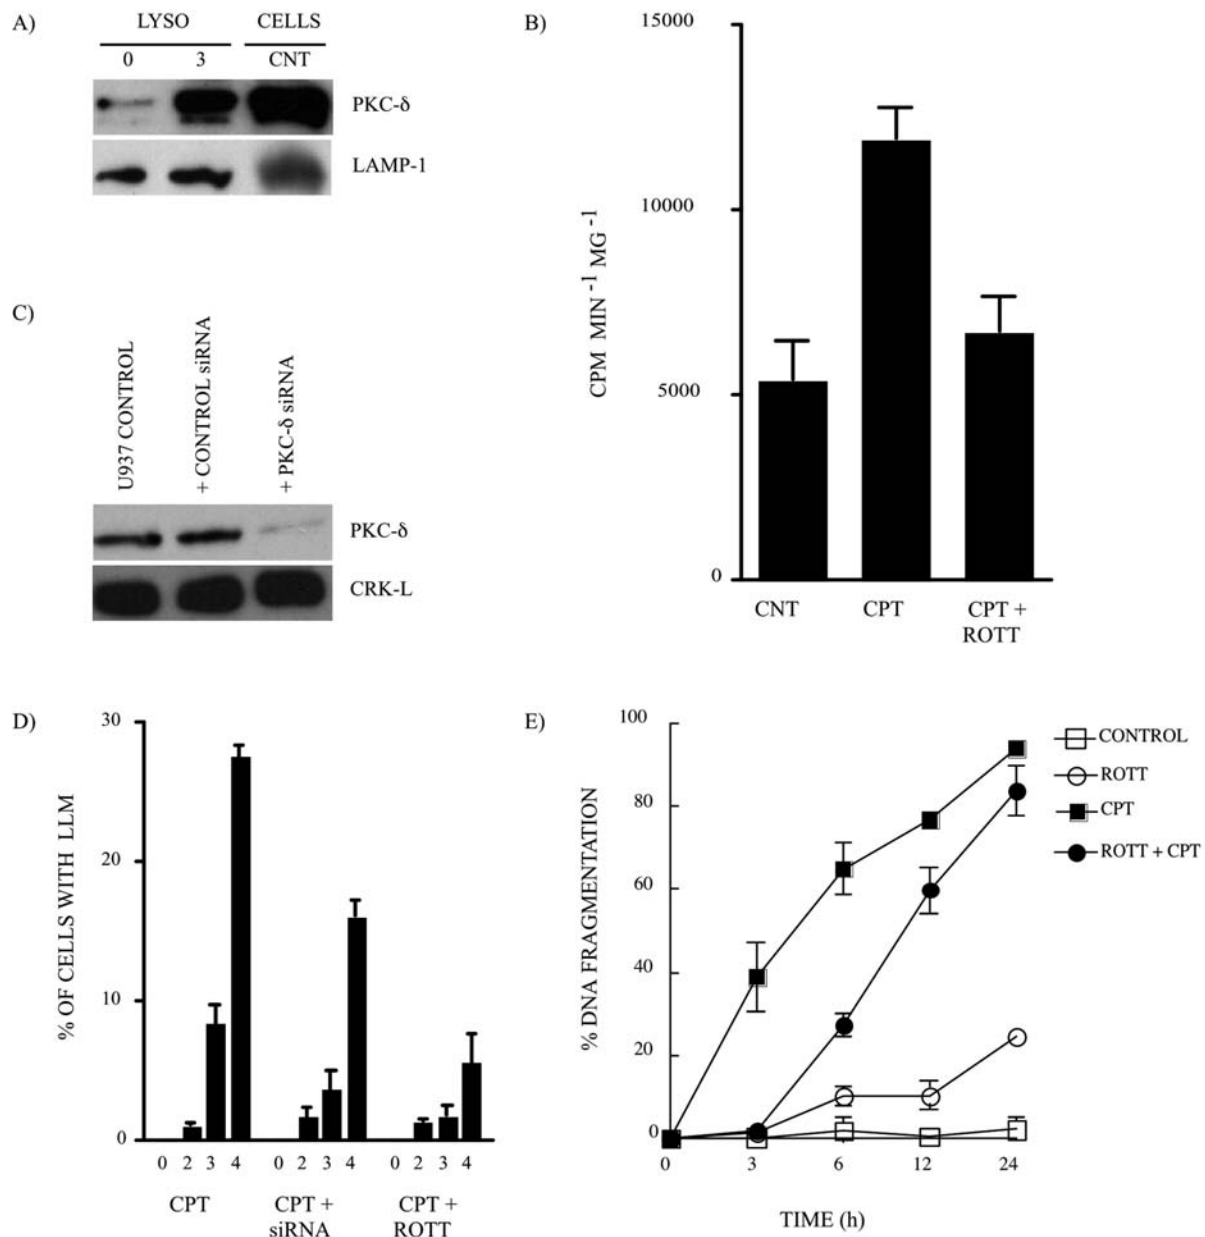 A)
LYSO CELLS
0 3 CNT
PKC-δ
LAMP-1
B)
15000
10000
5000
0
CPM MIN⁻¹ MG⁻¹
CNT CPT CPT +
ROTT
C)
U937 CONTROL
+ CONTROL siRNA
+ PKC-δ siRNA
PKC-δ
CRK-L
D)
30
20
10
0
% OF CELLS WITH LLM
0 2 3 4 0 2 3 4 0 2 3 4
CPT CPT + CPT +
siRNA ROTT
E)
100
80
60
40
20
0
% DNA FRAGMENTATION
0 3 6 12 24
TIME (h)
CONTROL
ROTT
CPT
ROTT + CPT